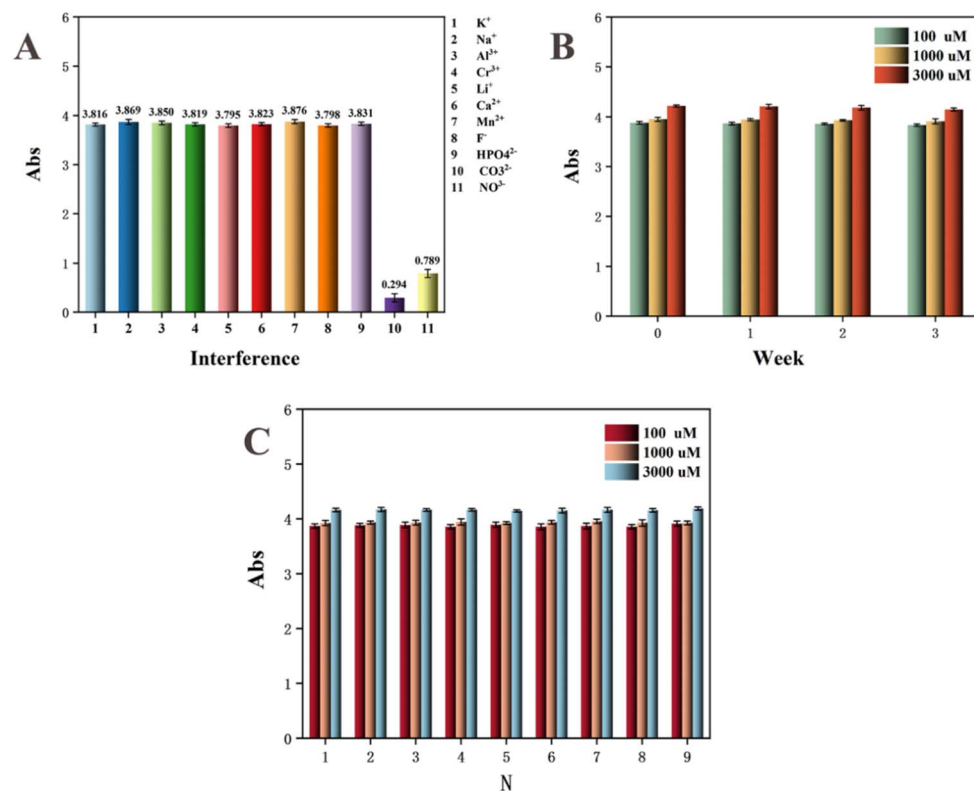 A
6
5
4
3
2
1
0
Abs
3.816
3.869
3.850
3.819
3.795
3.823
3.876
3.798
3.831
0.294
0.789
1 2 3 4 5 6 7 8 9 10 11
Interference
1 K⁺
2 Na⁺
3 Al³⁺
4 Cr³⁺
5 Li⁺
6 Ca²⁺
7 Mn²⁺
8 F⁻
9 HPO4²⁻
10 CO3²⁻
11 NO³⁻
B
6
5
4
3
2
1
0
Abs
100 uM
1000 uM
3000 uM
0 1 2 3
Week
C
6
5
4
3
2
1
0
Abs
100 uM
1000 uM
3000 uM
1 2 3 4 5 6 7 8 9
N